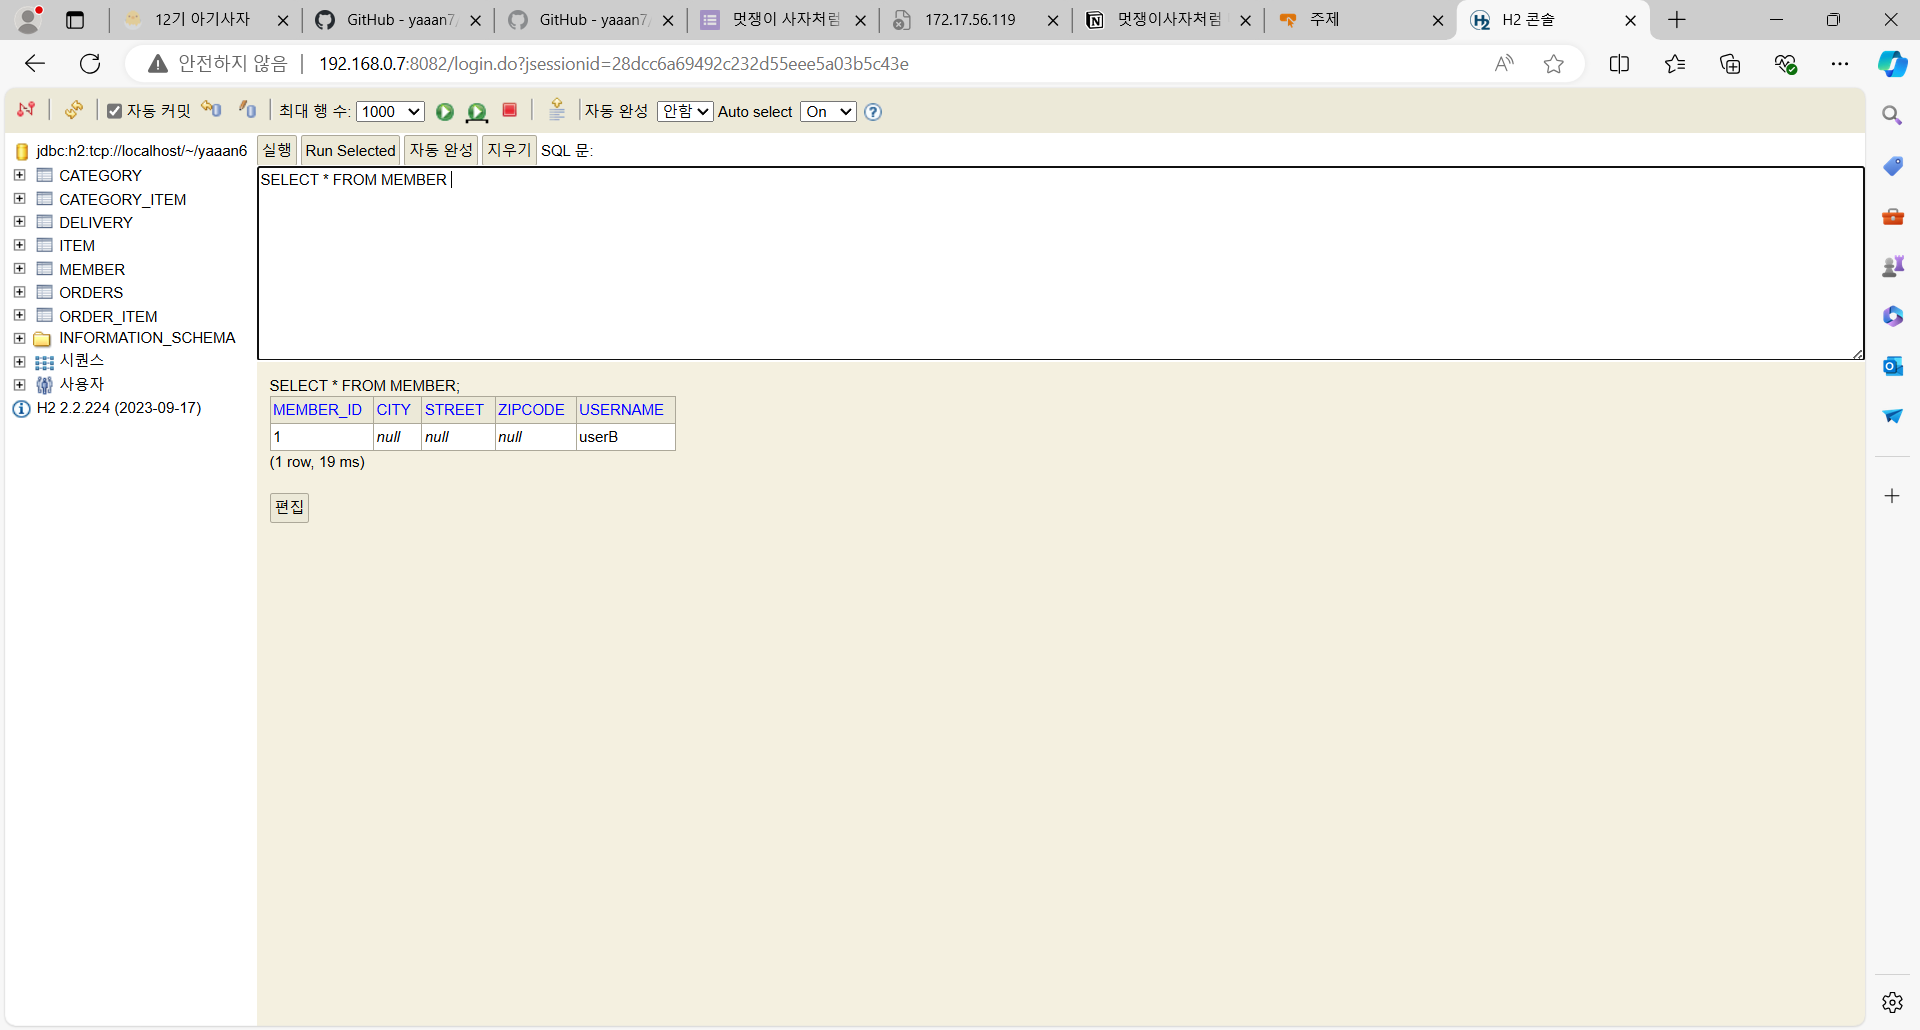 12기 아기사자
GitHub - yaaan7
GitHub - yaaan7
멋쟁이 사자처럼
172.17.56.119
멋쟁이사자처럼
주제
H2 콘솔
안전하지 않음
192.168.0.7:8082/login.do?jsessionid=28dcc6a69492c232d55eee5a03b5c43e
자동 커밋
최대 행 수: 1000
자동 완성 안함 Auto select On
jdbc:h2:tcp://localhost/~/yaaan6
CATEGORY
CATEGORY_ITEM
DELIVERY
ITEM
MEMBER
ORDERS
ORDER_ITEM
INFORMATION_SCHEMA
시퀀스
사용자
H2 2.2.224 (2023-09-17)
실행 Run Selected 자동 완성 지우기 SQL 문:
SELECT * FROM MEMBER
SELECT * FROM MEMBER;
MEMBER_ID CITY STREET ZIPCODE USERNAME
1 null null null userB
(1 row, 19 ms)
편집